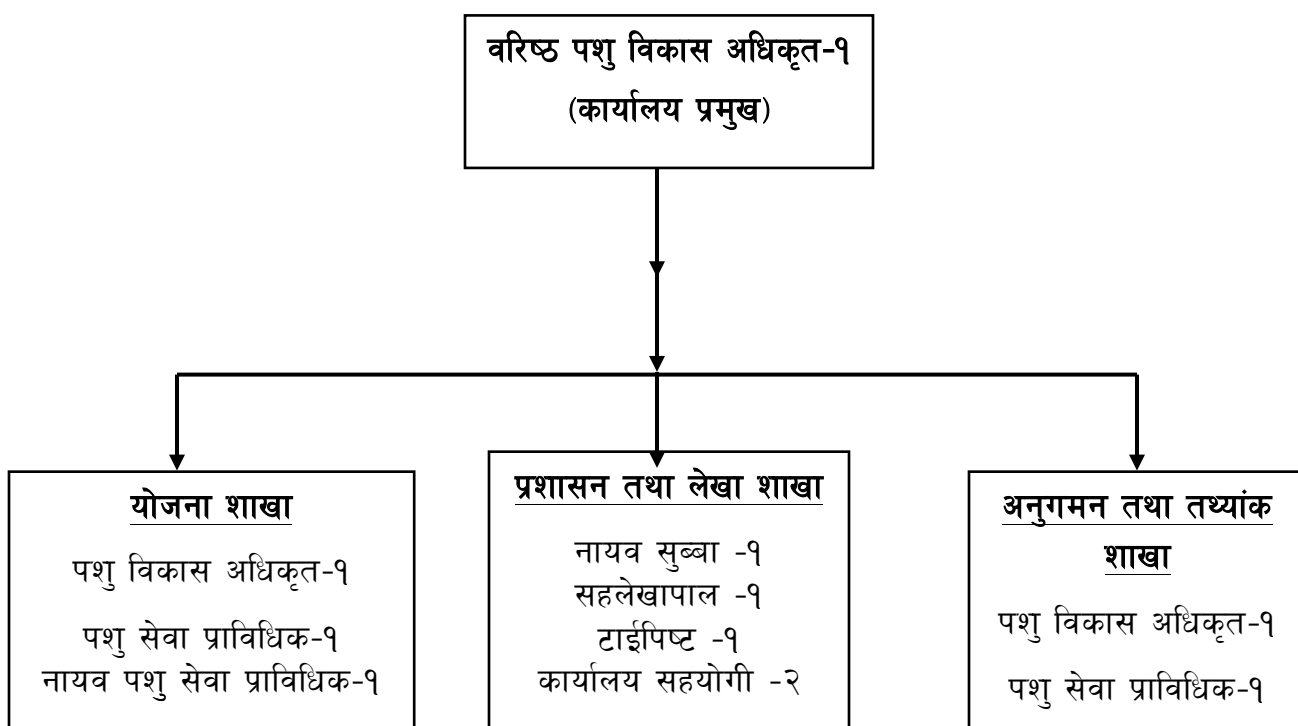 वरिष्ठ पशु विकास अधिकृत-१
(कार्यालय प्रमुख)
योजना शाखा
पशु विकास अधिकृत-१
पशु सेवा प्राविधिक-१
नायव पशु सेवा प्राविधिक-१
प्रशासन तथा लेखा शाखा
नायव सुब्बा -१
सहलेखापाल -१
टाईपिष्ट -१
कार्यालय सहयोगी -२
अनुगमन तथा तथ्यांक
शाखा
पशु विकास अधिकृत-१
पशु सेवा प्राविधिक-१